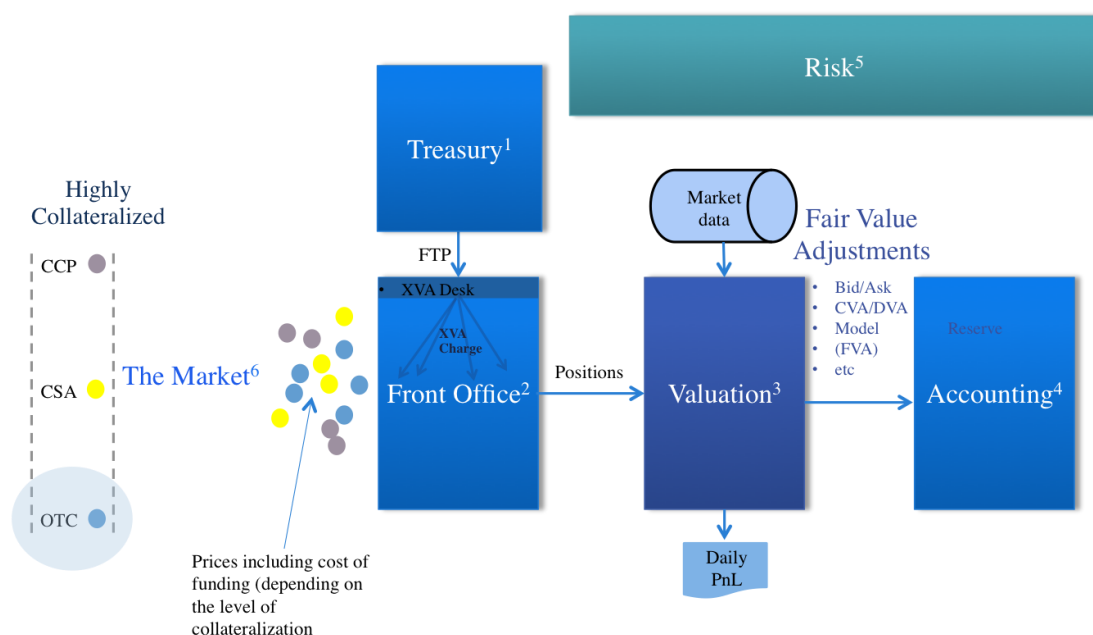 Risk5
Treasury1
Highly
Collateralized
Market
data
Fair Value
Adjustments
FTP
CCP
• XVA Desk
• Bid/Ask
• CVA/DVA
• Model
• (FVA)
• etc
Reserve
XVA
Charge
The Market6
CSA
Front Office2
Positions
Valuation3
Accounting4
OTC
Prices including cost of
funding (depending on
the level of
collateralization
Daily
PnL